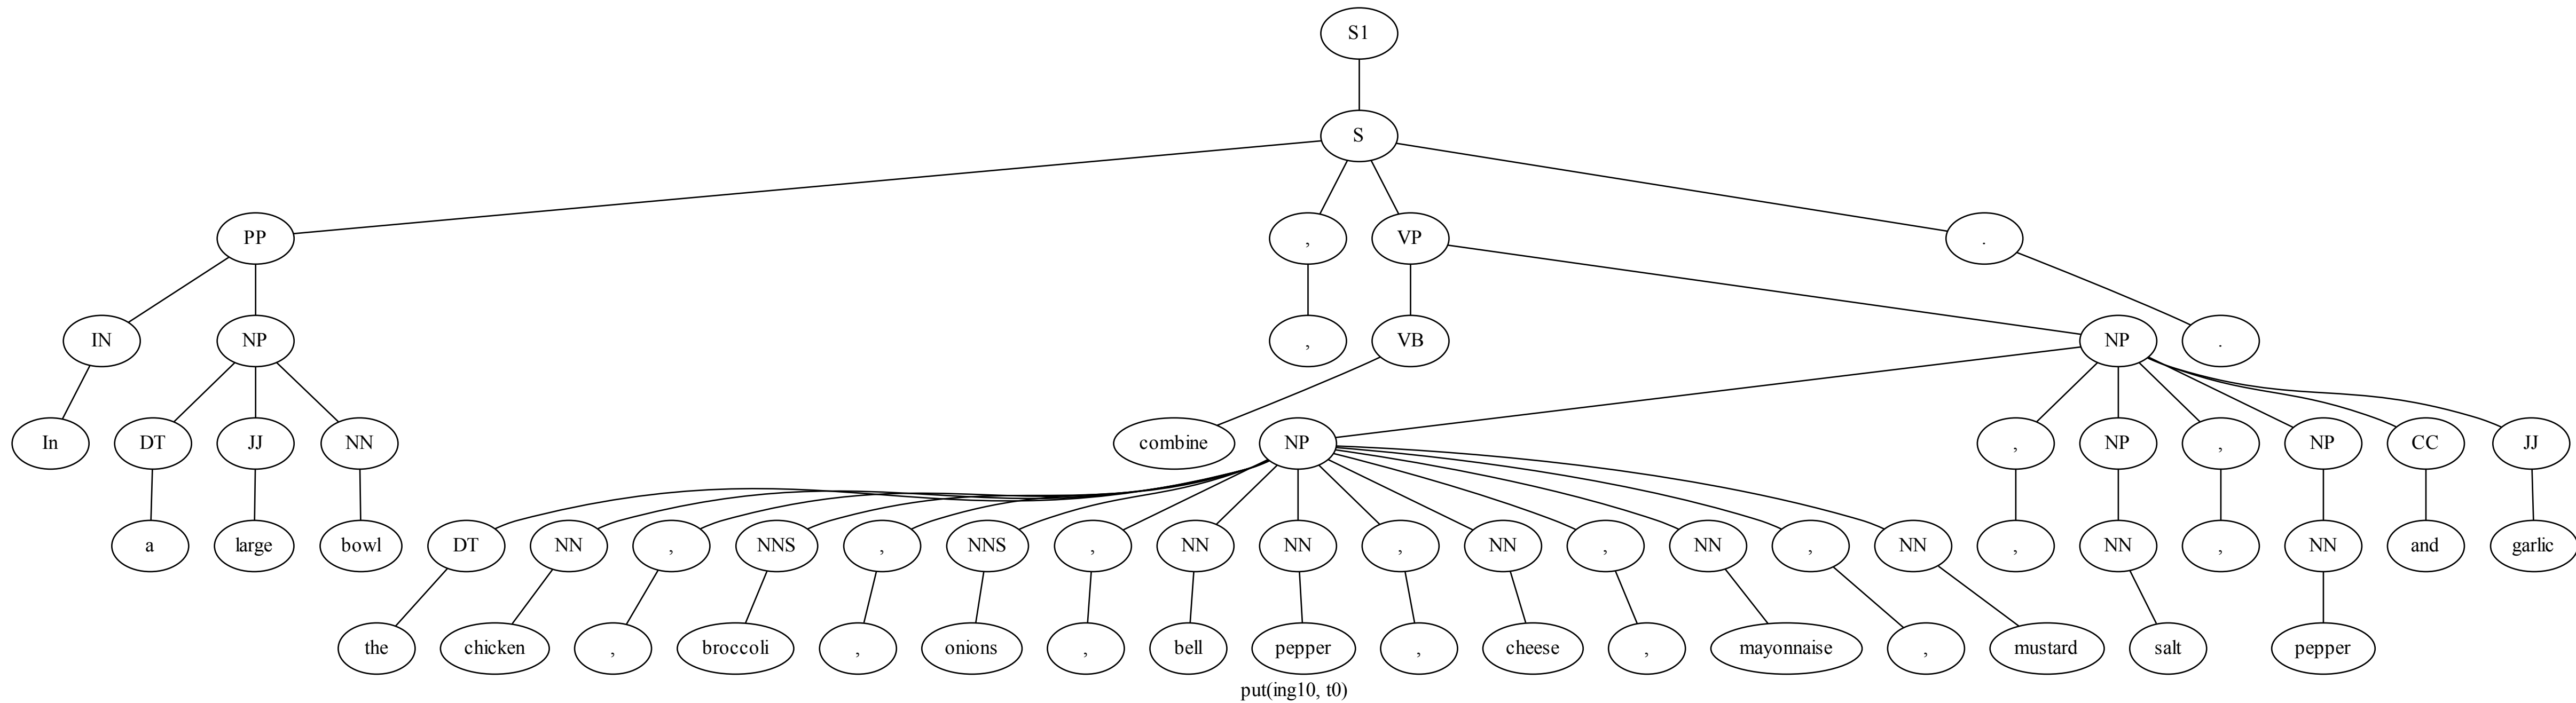 S1
S
PP , VP .
IN NP , VB NP .
In DT JJ NN combine NP , NP , NP CC JJ
a large bowl DT NN , NNS , NNS , NN NN , NN , NN , NN , NN , NN and garlic
the chicken , broccoli , onions , bell pepper , cheese , mayonnaise , mustard salt pepper
put(ing10, t0)